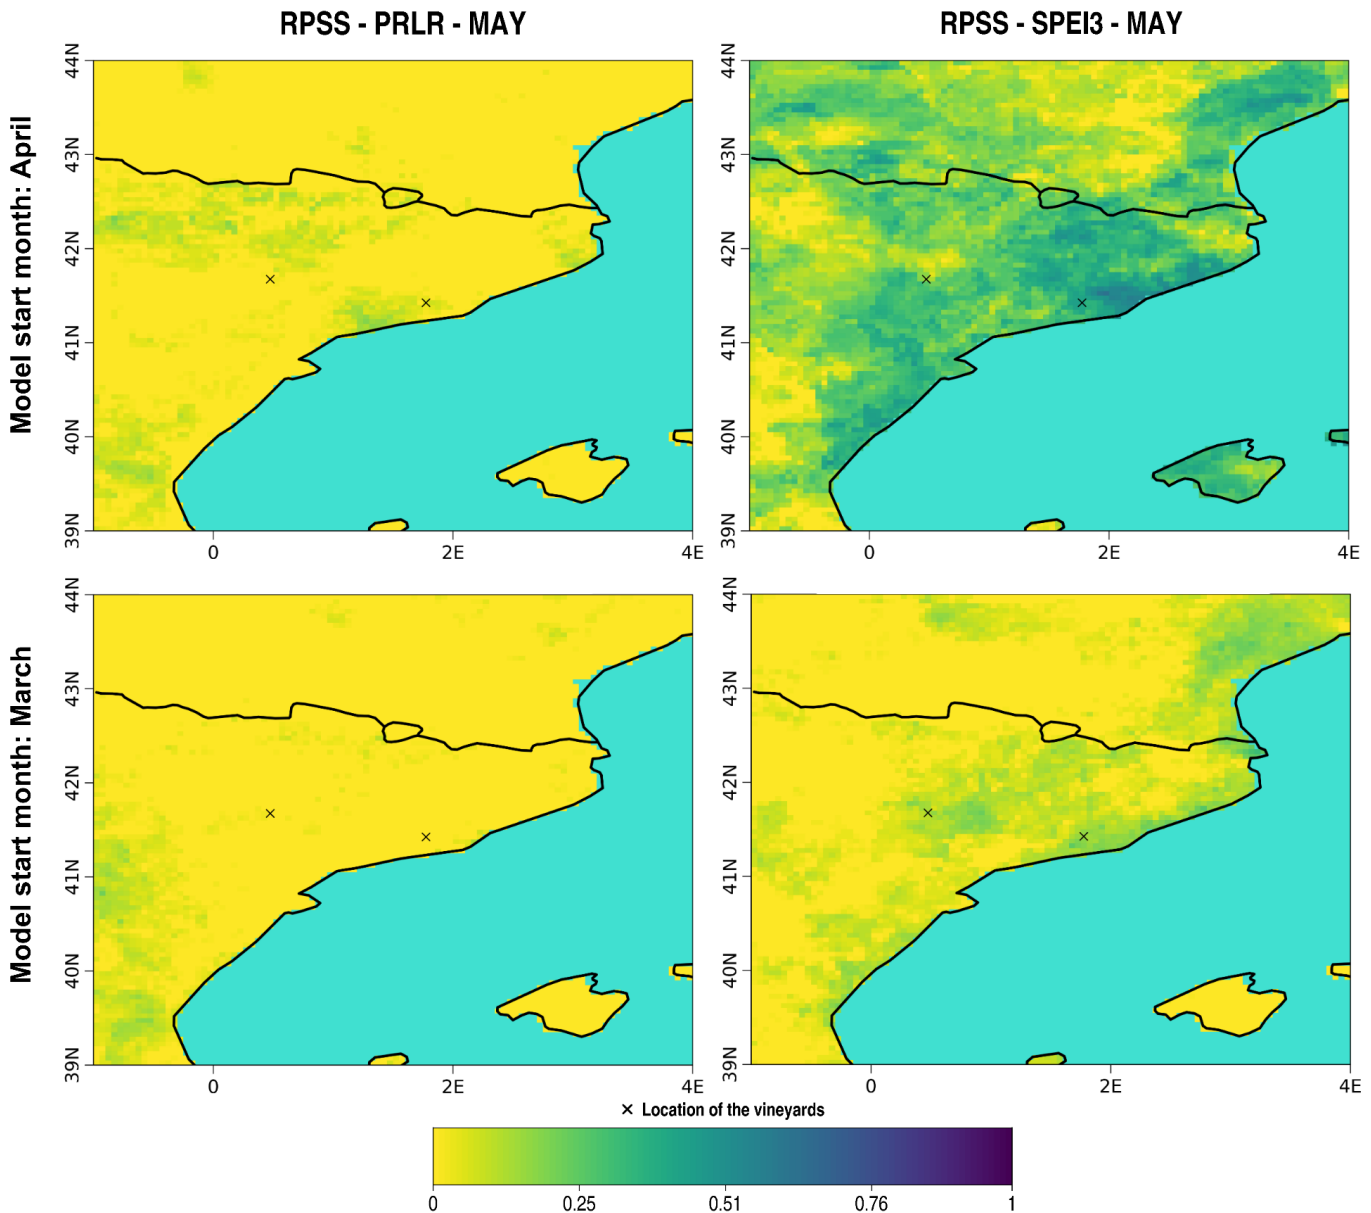 RPSS - PRLR - MAY
RPSS - SPEI3 - MAY
Model start month: April
44N
43N
42N
41N
40N
39N
0
2E
4E
44N
43N
42N
41N
40N
39N
0
2E
4E
Model start month: March
44N
43N
42N
41N
40N
39N
0
2E
4E
44N
43N
42N
41N
40N
39N
0
2E
4E
× Location of the vineyards
0
0.25
0.51
0.76
1